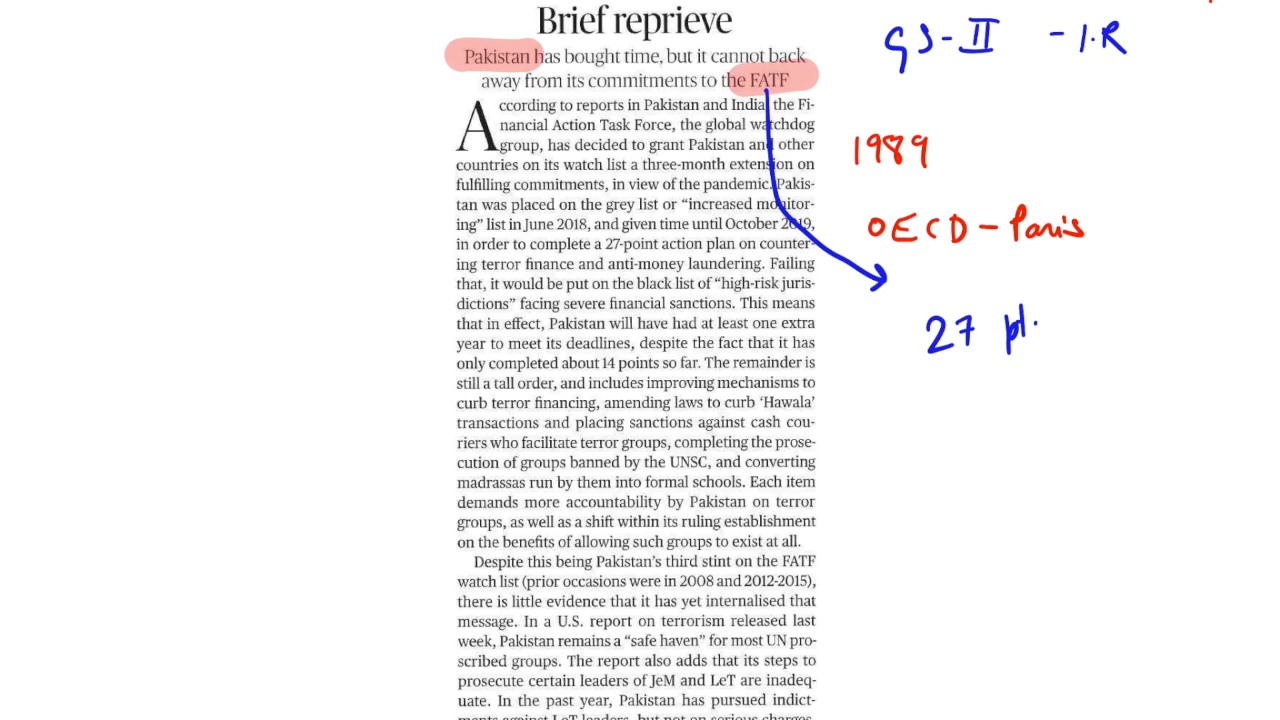 Brief reprieve
Pakistan has bought time, but it cannot back
away from its commitments to the FATF
According to reports in Pakistan and India, the Fi-
nancial Action Task Force, the global watchdog
group, has decided to grant Pakistan and other
countries on its watch list a three-month extension on
fulfilling commitments, in view of the pandemic. Pakis-
tan was placed on the grey list or “increased monitor-
ing” list in June 2018, and given time until October 2019,
in order to complete a 27-point action plan on counter-
ing terror finance and anti-money laundering. Failing
that, it would be put on the black list of “high-risk juris-
dictions” facing severe financial sanctions. This means
that in effect, Pakistan will have had at least one extra
year to meet its deadlines, despite the fact that it has
only completed about 14 points so far. The remainder is
still a tall order, and includes improving mechanisms to
curb terror financing, amending laws to curb ‘Hawala’
transactions and placing sanctions against cash cou-
riers who facilitate terror groups, completing the prose-
cution of groups banned by the UNSC, and converting
madrassas run by them into formal schools. Each item
demands more accountability by Pakistan on terror
groups, as well as a shift within its ruling establishment
on the benefits of allowing such groups to exist at all.
Despite this being Pakistan’s third stint on the FATF
watch list (prior occasions were in 2008 and 2012-2015),
there is little evidence that it has yet internalised that
message. In a U.S. report on terrorism released last
week, Pakistan remains a “safe haven” for most UN pro-
scribed groups. The report also adds that its steps to
prosecute certain leaders of JeM and LeT are inadeq-
uate. In the past year, Pakistan has pursued indict-
ments against LeT leaders, but not on serious charges
GS-II - I.R
1989
OECD - Paris
27 pt.